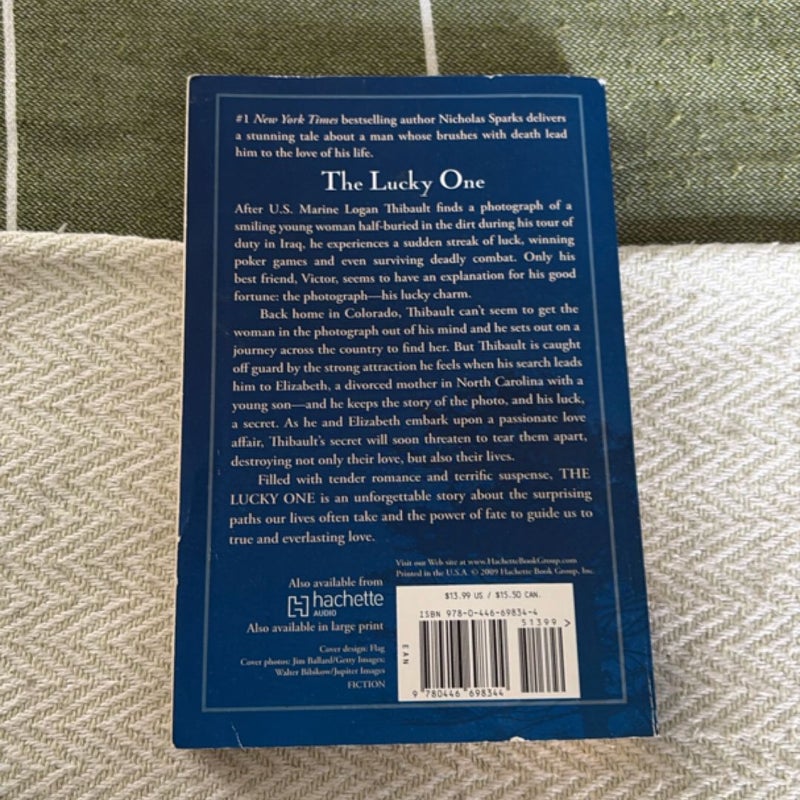 #1 New York Times bestselling author Nicholas Sparks delivers
a stunning tale about a man whose brushes with death lead
him to the love of his life.
The Lucky One
After U.S. Marine Logan Thibault finds a photograph of a
smiling young woman half-buried in the dirt during his tour of
duty in Iraq, he experiences a sudden streak of luck, winning
poker games and even surviving deadly combat. Only his
best friend, Victor, seems to have an explanation for his good
fortune: the photograph—his lucky charm.
Back home in Colorado, Thibault can't seem to get the
woman in the photograph out of his mind and he sets out on a
journey across the country to find her. But Thibault is caught
off guard by the strong attraction he feels when his search leads
him to Elizabeth, a divorced mother in North Carolina with a
young son—and he keeps the story of the photo, and his luck,
a secret. As he and Elizabeth embark upon a passionate love
affair, Thibault's secret will soon threaten to tear them apart,
destroying not only their love, but also their lives.
Filled with tender romance and terrific suspense, THE
LUCKY ONE is an unforgettable story about the surprising
paths our lives often take and the power of fate to guide us to
true and everlasting love.
Visit our Web site at www.HachetteBookGroup.com
Printed in the U.S.A © 2009 Hachette Book Group, Inc.
Also available from
hachette
AUDIO
Also available in large print
Cover design: Flag
Cover photos: Jim Ballard/Getty Images;
Walter Bibikow/Jupiter Images
FICTION
$13.99 US / $15.50 CAN.
ISBN 978-0-446-69834-4
51399>
EAN
9 780446 698344